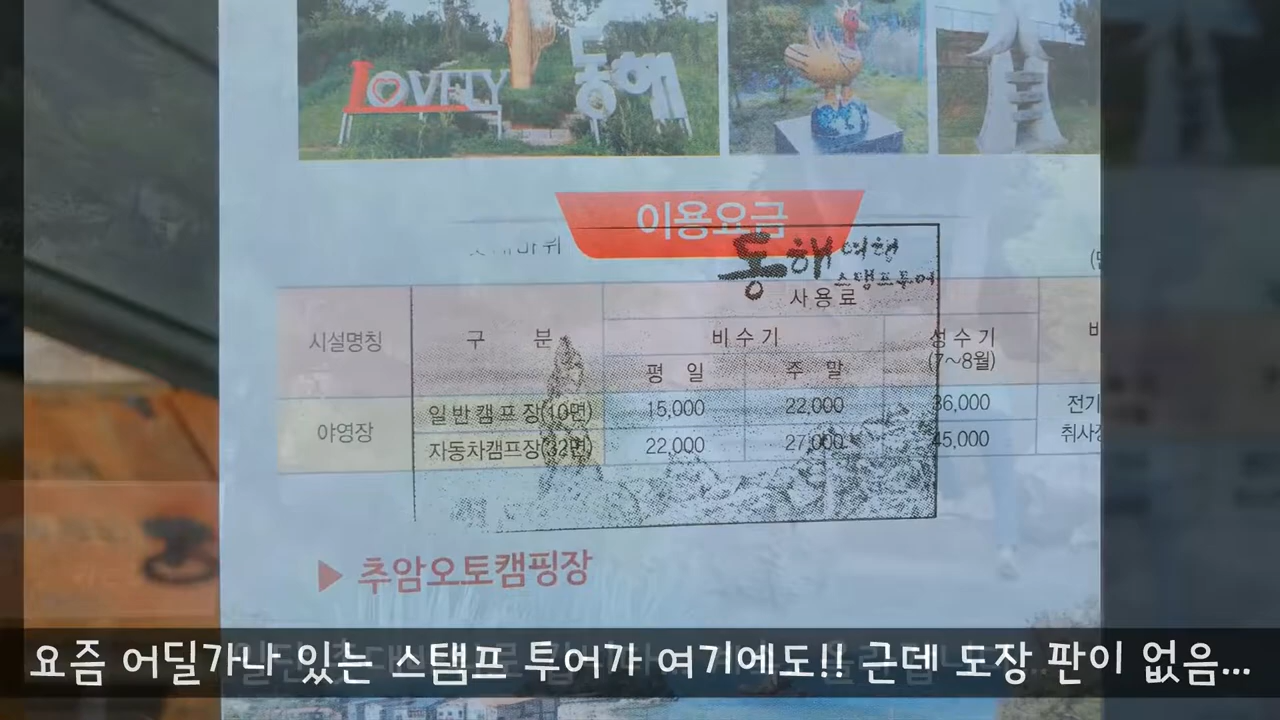 LOVELY 동해
이용요금
동해 여행
스탬프투어
시설명칭 구 분 사 용 료
비 수 기 성 수 기
(7~8월)
평 일 주 말
야영장 일 반 캠 프 장(10면) 15,000 22,000 36,000 전기
자동차캠프장(32면) 22,000 27,000 45,000
▶ 추암오토캠핑장
요즘 어딜가나 있는 스탬프 투어가 여기에도!! 근데 도장 판이 없음...